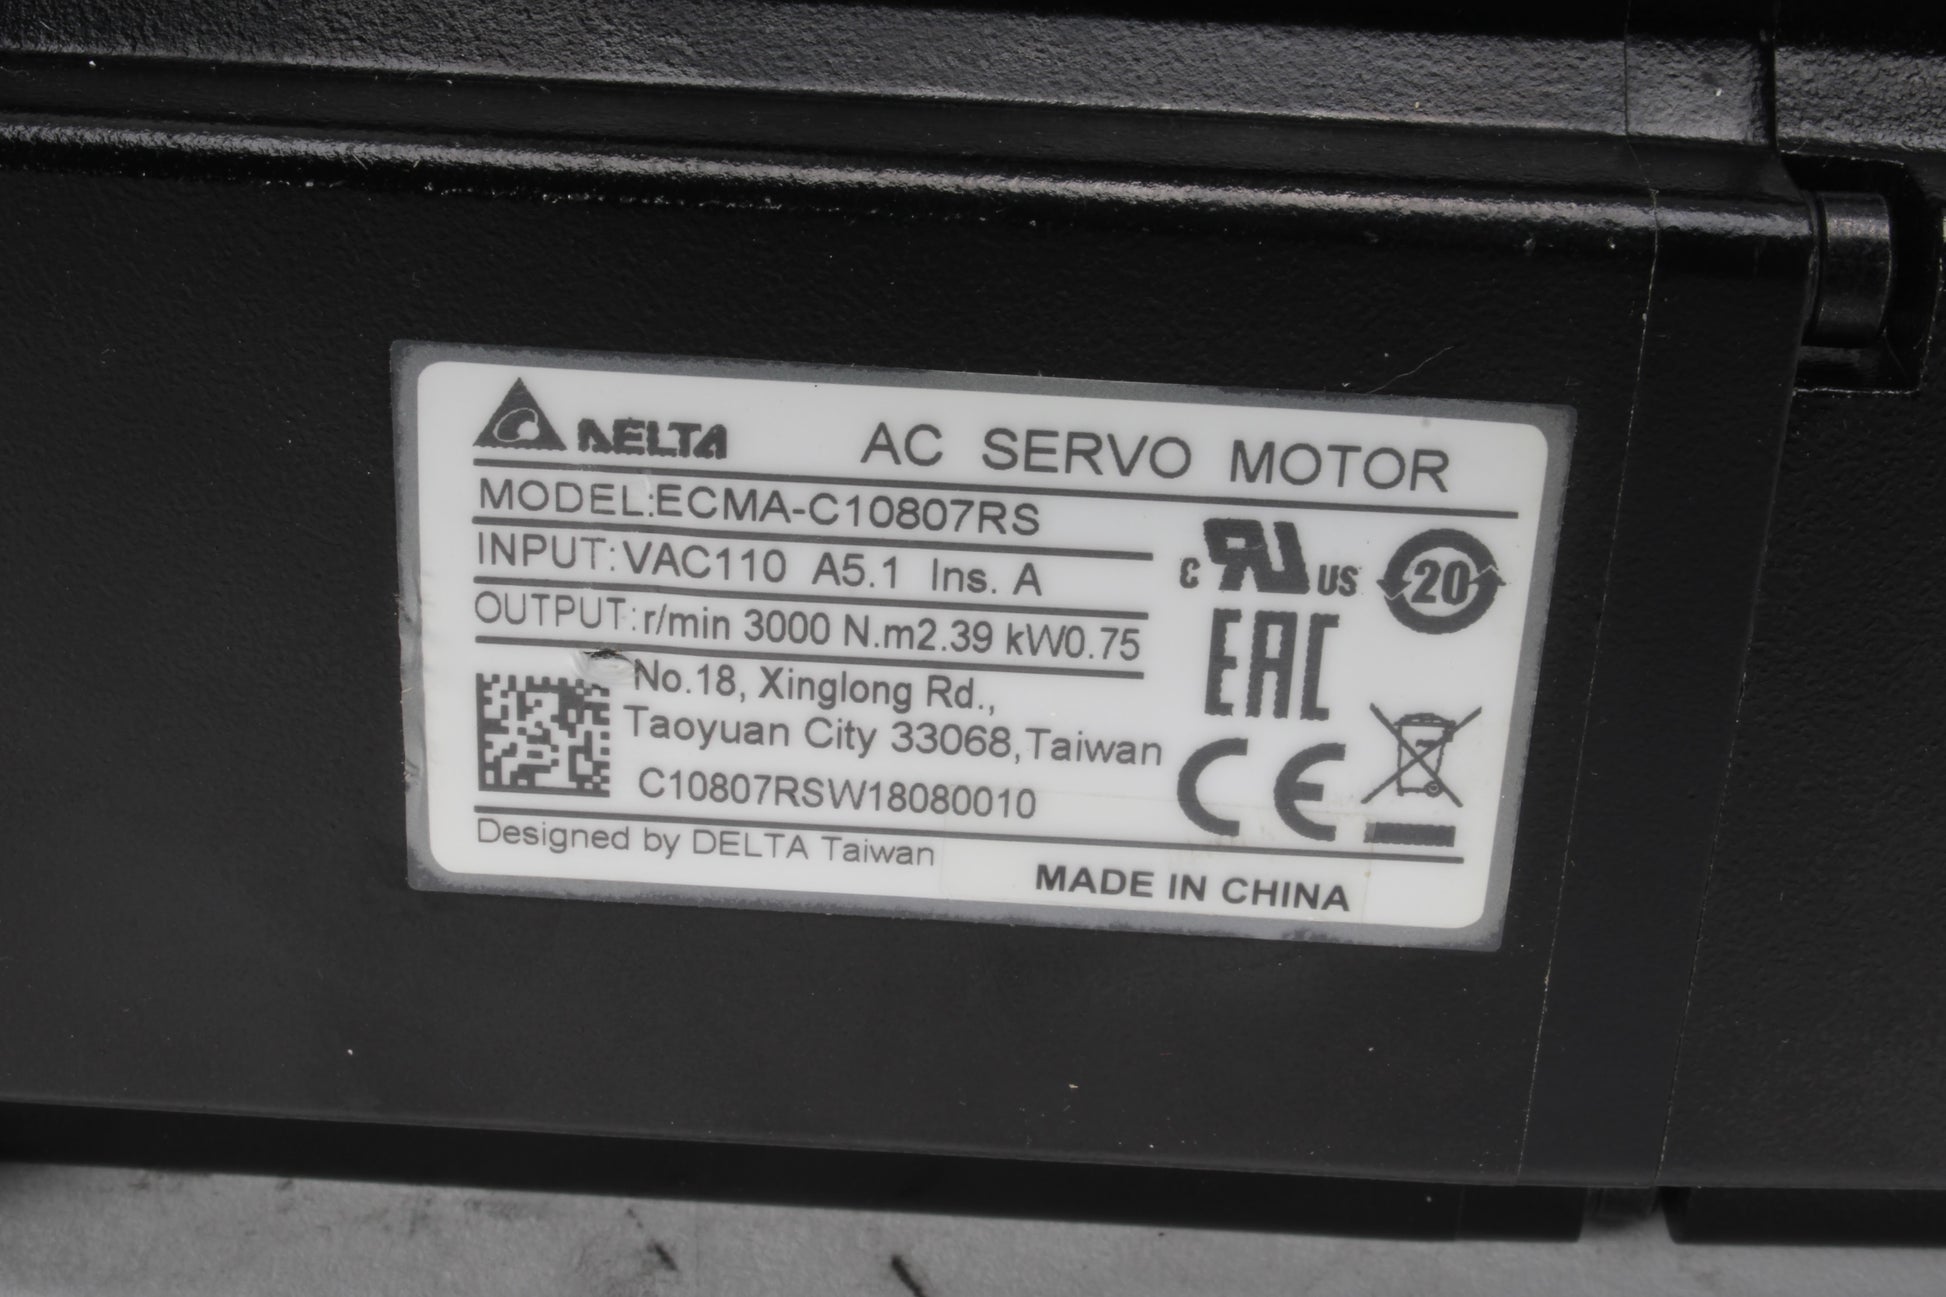 DELTA AC SERVO MOTOR
MODEL:ECMA-C10807RS
INPUT:VAC110 A5.1 Ins. A
OUTPUT:r/min 3000 N.m2.39 kW0.75
c RU US 20
EAC
No.18, Xinglong Rd.,
Taoyuan City 33068,Taiwan
C10807RSW18080010
CE
Designed by DELTA Taiwan
MADE IN CHINA